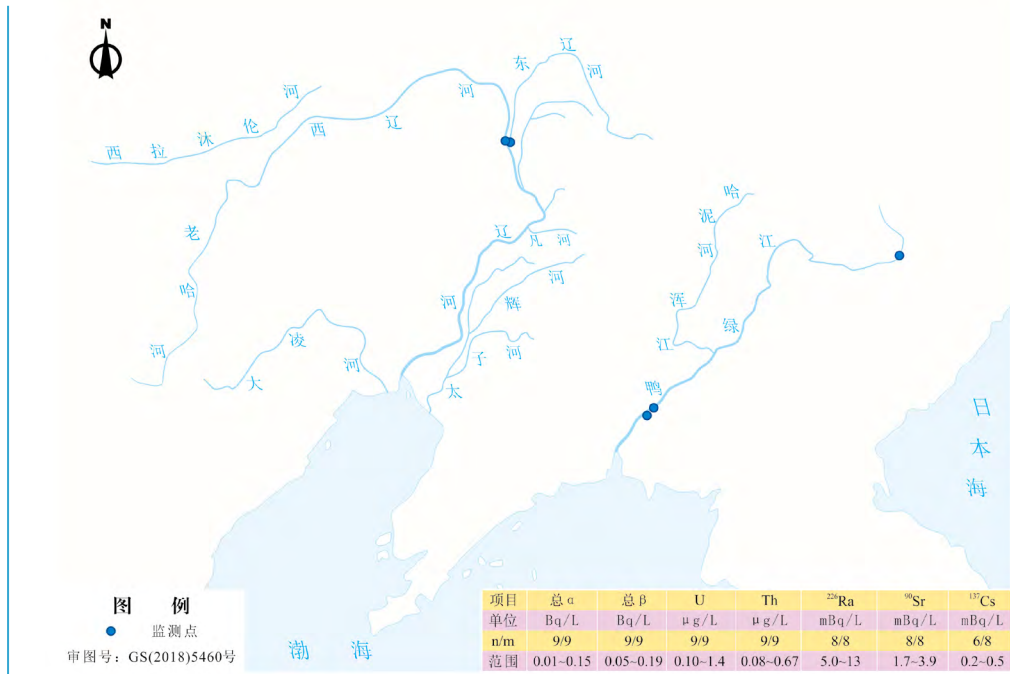 N
西拉沐伦河
西辽河
东辽河
老哈河
大凌河
辽河
凡河
辉河
太子河
哈泥河
浑江
鸭绿江
日本海
渤海
图 例
监测点
审图号：GS(2018)5460号
项目 总α 总β U Th ²²⁶Ra ⁹⁰Sr ¹³⁷Cs
单位 Bq/L Bq/L μg/L μg/L mBq/L mBq/L mBq/L
n/m 9/9 9/9 9/9 9/9 8/8 8/8 6/8
范围 0.01~0.15 0.05~0.19 0.10~1.4 0.08~0.67 5.0~13 1.7~3.9 0.2~0.5